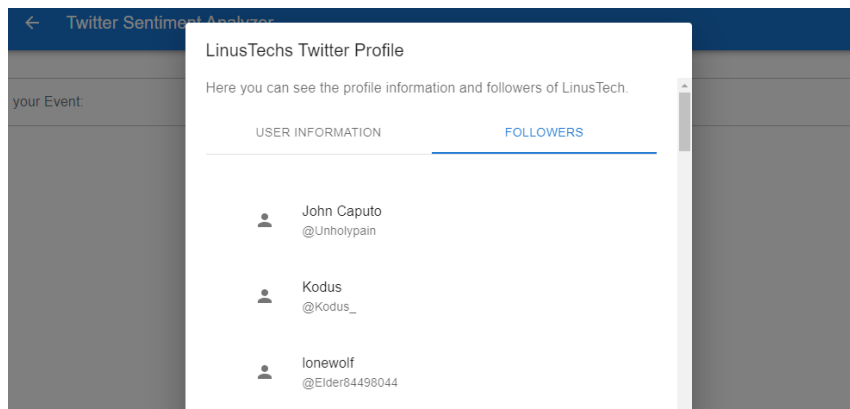 Twitter Sentiment Analyzer
LinusTechs Twitter Profile
Here you can see the profile information and followers of LinusTech.
your Event:
USER INFORMATION
FOLLOWERS
John Caputo
@Unholypain
Kodus
@Kodus_
lonewolf
@Elder84498044